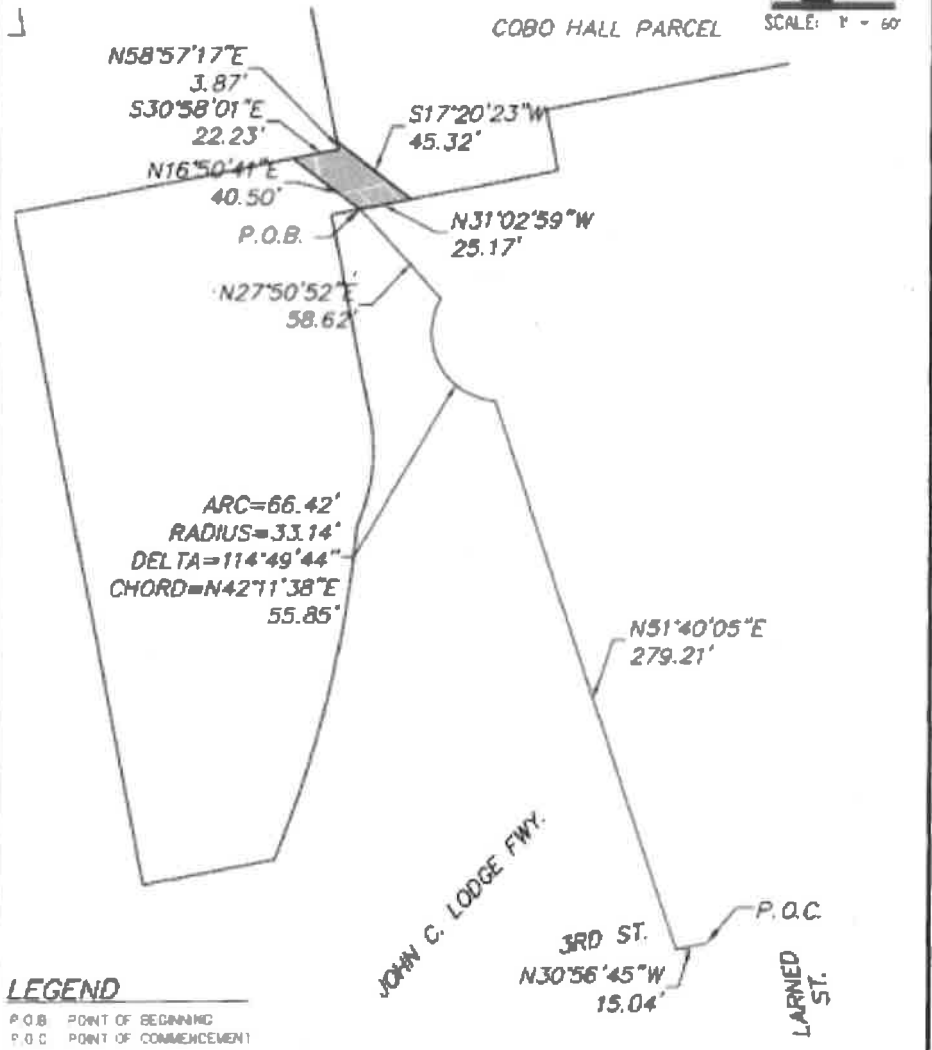 COBO HALL PARCEL
SCALE: 1" = 60'
N58°57'17"E
3.87'
S30°58'01"E
22.23'
S17°20'23"W
45.32'
N16°50'41"E
40.50'
P.O.B.
N31°02'59"W
25.17'
N27°50'52"E
58.62'
ARC=66.42'
RADIUS=33.14'
DELTA=114°49'44"
CHORD=N42°11'38"E
55.85'
N51°40'05"E
279.21'
JOHN C. LODGE FWY.
3RD ST.
P.O.C.
N30°56'45"W
15.04'
LARNED
ST.
LEGEND
P.O.B. POINT OF BEGINNING
P.O.C. POINT OF COMMENCEMENT